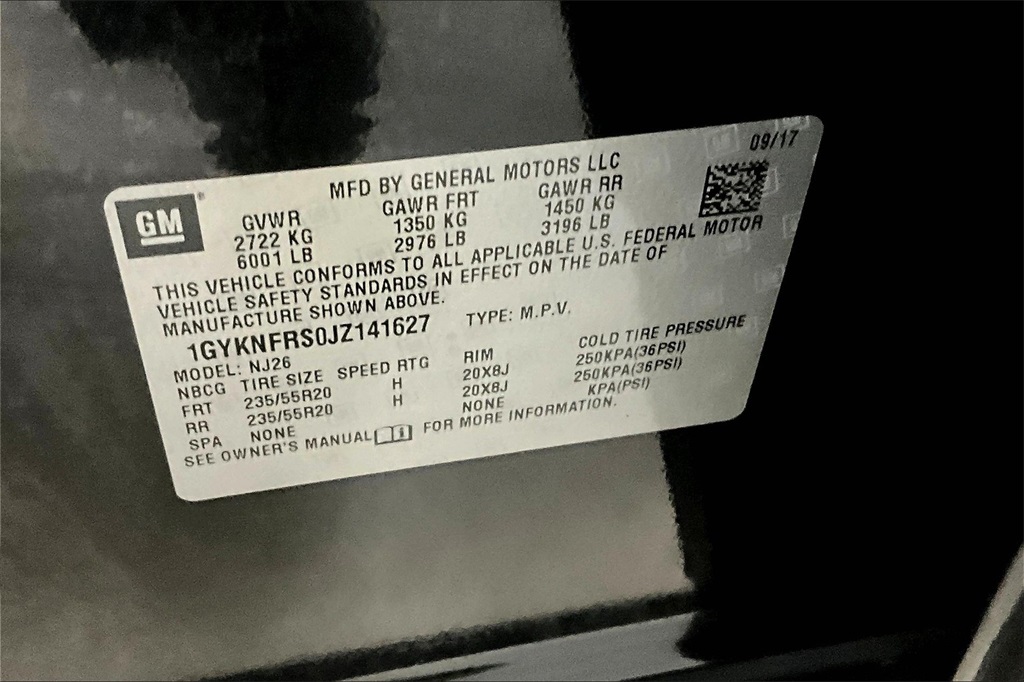 09/17
MFD BY GENERAL MOTORS LLC
GM®
GVWR GAWR FRT GAWR RR
2722 KG 1350 KG 1450 KG
6001 LB 2976 LB 3196 LB
THIS VEHICLE CONFORMS TO ALL APPLICABLE U.S. FEDERAL MOTOR
VEHICLE SAFETY STANDARDS IN EFFECT ON THE DATE OF
MANUFACTURE SHOWN ABOVE.
1GYKNFRS0JZ141627 TYPE: M.P.V.
MODEL: NJ26
NBCG TIRE SIZE SPEED RTG RIM COLD TIRE PRESSURE
FRT 235/55R20 H 20X8J 250KPA(36PSI)
RR 235/55R20 H 20X8J 250KPA(36PSI)
SPA NONE NONE KPA(PSI)
SEE OWNER'S MANUAL FOR MORE INFORMATION.